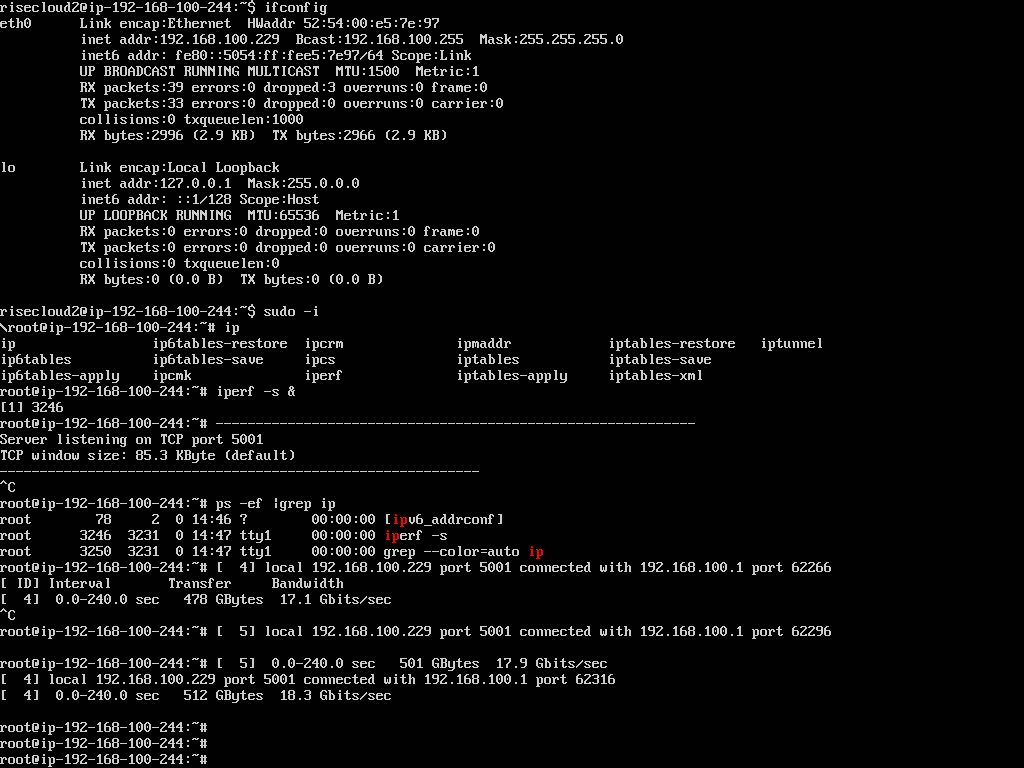 risecloud2@ip-192-168-100-244:~$ ifconfig
eth0      Link encap:Ethernet  HWaddr 52:54:00:e5:7e:97
          inet addr:192.168.100.229  Bcast:192.168.100.255  Mask:255.255.255.0
          inet6 addr: fe80::5054:ff:fee5:7e97/64 Scope:Link
          UP BROADCAST RUNNING MULTICAST  MTU:1500  Metric:1
          RX packets:39 errors:0 dropped:3 overruns:0 frame:0
          TX packets:33 errors:0 dropped:0 overruns:0 carrier:0
          collisions:0 txqueuelen:1000
          RX bytes:2996 (2.9 KB)  TX bytes:2966 (2.9 KB)

lo        Link encap:Local Loopback
          inet addr:127.0.0.1  Mask:255.0.0.0
          inet6 addr: ::1/128 Scope:Host
          UP LOOPBACK RUNNING  MTU:65536  Metric:1
          RX packets:0 errors:0 dropped:0 overruns:0 frame:0
          TX packets:0 errors:0 dropped:0 overruns:0 carrier:0
          collisions:0 txqueuelen:0
          RX bytes:0 (0.0 B)  TX bytes:0 (0.0 B)

risecloud2@ip-192-168-100-244:~$ sudo -i
\root@ip-192-168-100-244:~# ip
ip                 ip6tables-restore  ipcrm              ipmaddr            iptables-restore   iptunnel
ip6tables          ip6tables-save     ipcs               iptables           iptables-save
ip6tables-apply    ipcmk              iperf              iptables-apply     iptables-xml
root@ip-192-168-100-244:~# iperf -s &
[1] 3246
root@ip-192-168-100-244:~# ------------------------------------------------------------
Server listening on TCP port 5001
TCP window size: 85.3 KByte (default)
------------------------------------------------------------
^C
root@ip-192-168-100-244:~# ps -ef |grep ip
root        78     2  0 14:46 ?        00:00:00 [ipv6_addrconf]
root      3246  3231  0 14:47 tty1     00:00:00 iperf -s
root      3250  3231  0 14:47 tty1     00:00:00 grep --color=auto ip
root@ip-192-168-100-244:~# [  4] local 192.168.100.229 port 5001 connected with 192.168.100.1 port 62266
[ ID] Interval       Transfer     Bandwidth
[  4]  0.0-240.0 sec   478 GBytes  17.1 Gbits/sec
^C
root@ip-192-168-100-244:~# [  5] local 192.168.100.229 port 5001 connected with 192.168.100.1 port 62296

root@ip-192-168-100-244:~# [  5]  0.0-240.0 sec   501 GBytes  17.9 Gbits/sec
[  4] local 192.168.100.229 port 5001 connected with 192.168.100.1 port 62316
[  4]  0.0-240.0 sec   512 GBytes  18.3 Gbits/sec

root@ip-192-168-100-244:~#
root@ip-192-168-100-244:~#
root@ip-192-168-100-244:~#